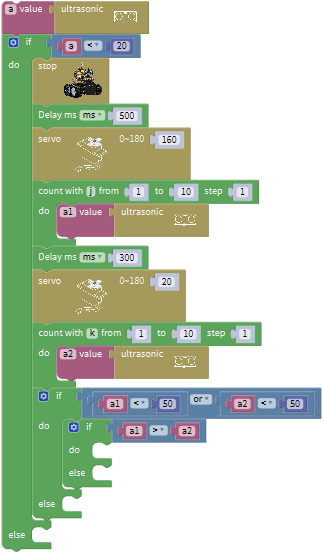 a value ultrasonic
if a < 20
do stop
Delay ms ms 500
servo 0~180 160
count with j from 1 to 10 step 1
do a1 value ultrasonic
Delay ms ms 300
servo 0~180 20
count with k from 1 to 10 step 1
do a2 value ultrasonic
if a1 < 50 or a2 < 50
do if a1 > a2
do
else
else
else